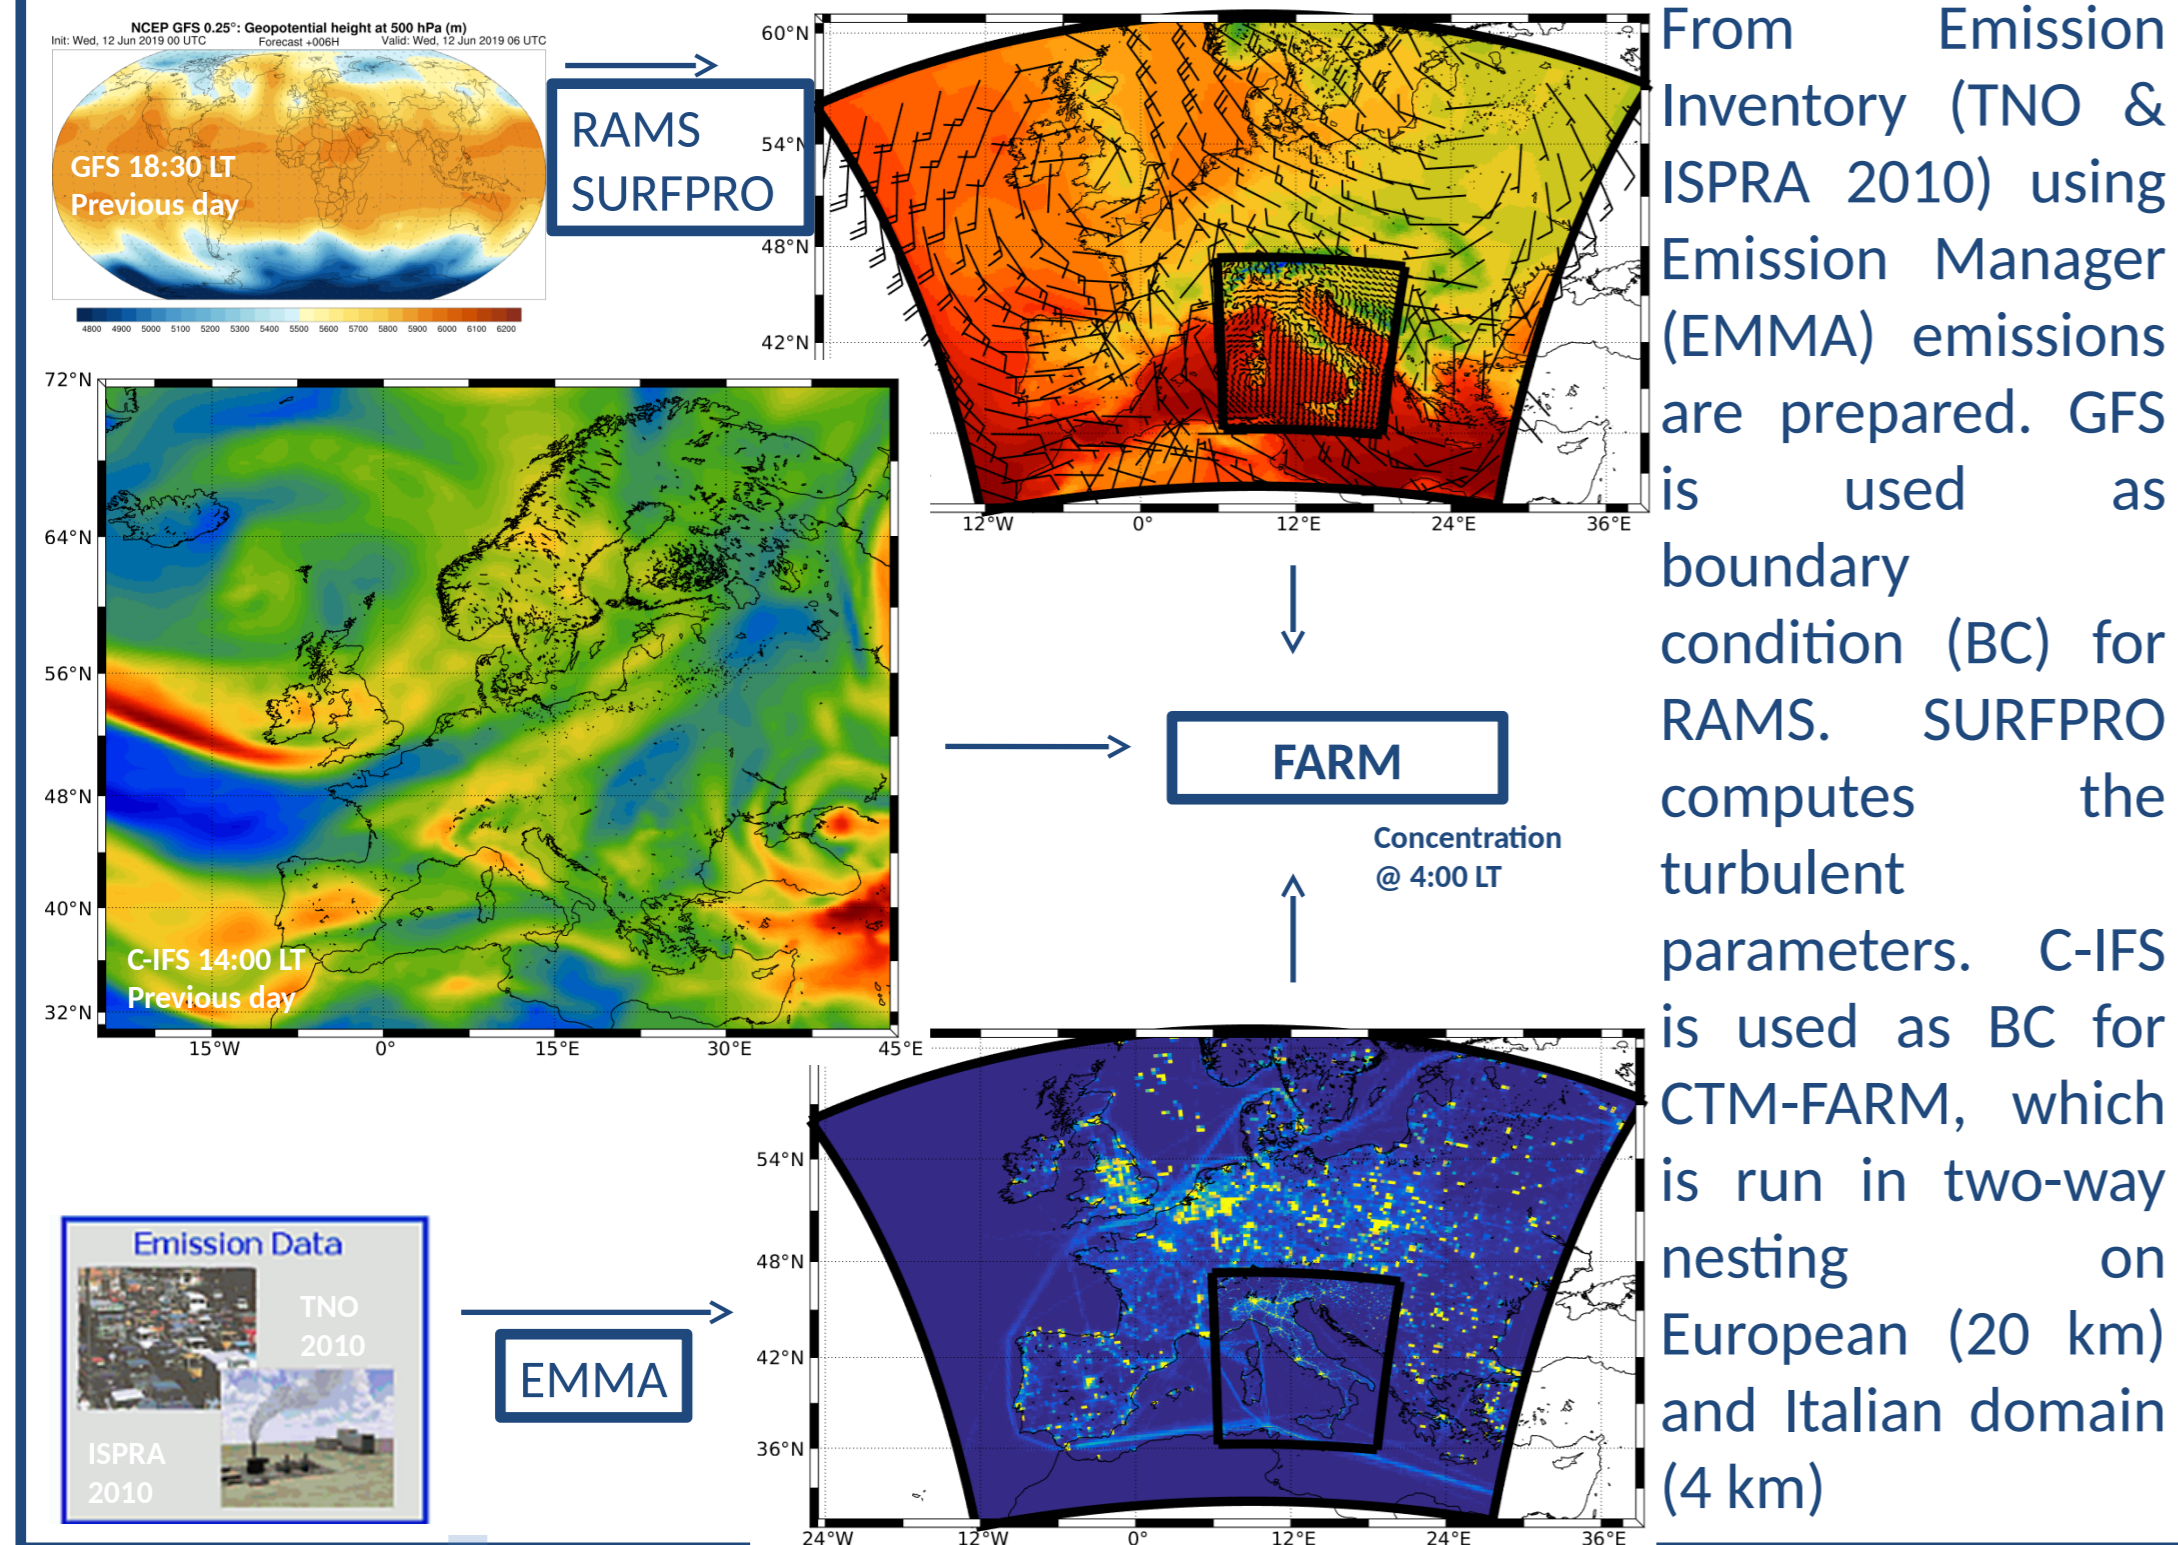 NCEP GFS 0.25°: Geopotential height at 500 hPa (m)
Init: Wed, 12 Jun 2019 00 UTC Forecast +006H Valid: Wed, 12 Jun 2019 06 UTC
GFS 18:30 LT
Previous day
4800 4900 5000 5100 5200 5300 5400 5500 5600 5700 5800 5900 6000 6100 6200
RAMS
SURFPRO
60°N
54°N
48°N
42°N
12°W 0° 12°E 24°E 36°E
72°N
64°N
56°N
48°N
40°N
32°N
C-IFS 14:00 LT
Previous day
15°W 0° 15°E 30°E 45°E
FARM
Concentration
@ 4:00 LT
Emission Data
TNO
2010
ISPRA
2010
EMMA
54°N
48°N
42°N
36°N
24°W 12°W 0° 12°E 24°E 36°E
From Emission
Inventory (TNO &
ISPRA 2010) using
Emission Manager
(EMMA) emissions
are prepared. GFS
is used as
boundary
condition (BC) for
RAMS. SURFPRO
computes the
turbulent
parameters. C-IFS
is used as BC for
CTM-FARM, which
is run in two-way
nesting on
European (20 km)
and Italian domain
(4 km)